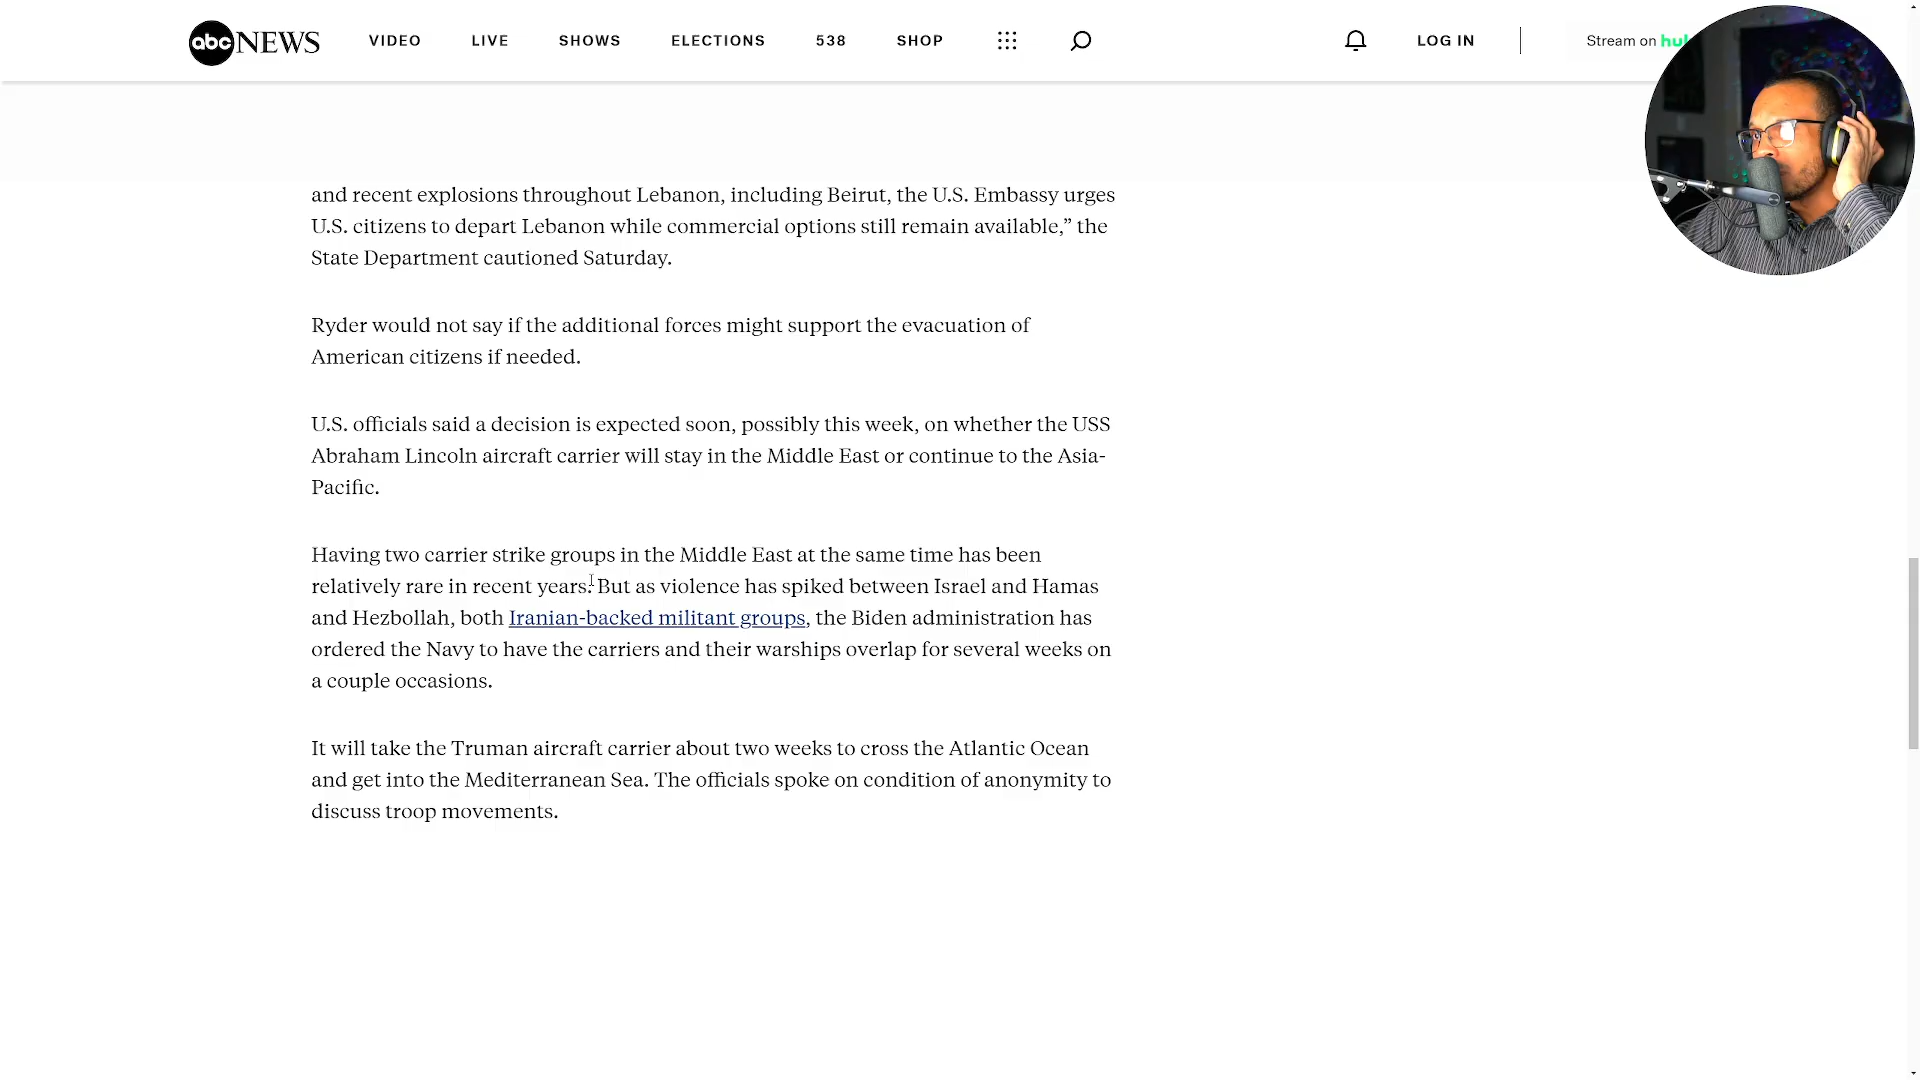 abc NEWS VIDEO LIVE SHOWS ELECTIONS 538 SHOP LOG IN Stream on hul
and recent explosions throughout Lebanon, including Beirut, the U.S. Embassy urges
U.S. citizens to depart Lebanon while commercial options still remain available,” the
State Department cautioned Saturday.
Ryder would not say if the additional forces might support the evacuation of
American citizens if needed.
U.S. officials said a decision is expected soon, possibly this week, on whether the USS
Abraham Lincoln aircraft carrier will stay in the Middle East or continue to the Asia-
Pacific.
Having two carrier strike groups in the Middle East at the same time has been
relatively rare in recent years. But as violence has spiked between Israel and Hamas
and Hezbollah, both Iranian-backed militant groups, the Biden administration has
ordered the Navy to have the carriers and their warships overlap for several weeks on
a couple occasions.
It will take the Truman aircraft carrier about two weeks to cross the Atlantic Ocean
and get into the Mediterranean Sea. The officials spoke on condition of anonymity to
discuss troop movements.